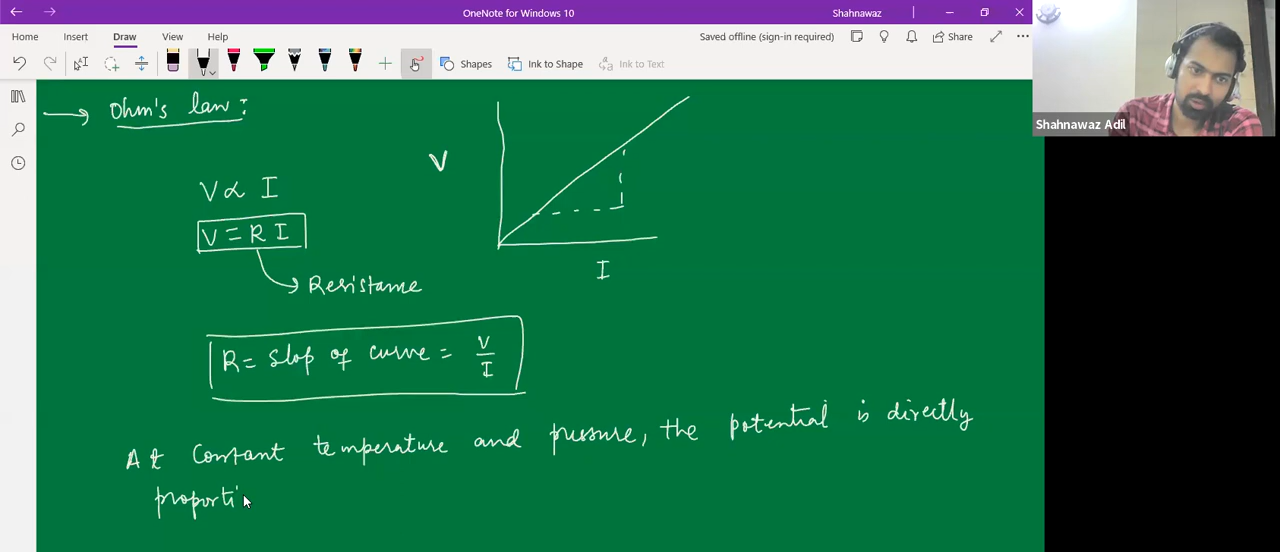 OneNote for Windows 10
Shahnawaz
Home Insert Draw View Help
Saved offline (sign-in required)
Share
Shapes
Ink to Shape
Ink to Text
Shahnawaz Adil
Ohm's law:
V
V ∝ I
V = R I
I
Resistance
R = Slop of curve = V/I
At Constant temperature and pressure, the potential is directly
proporti